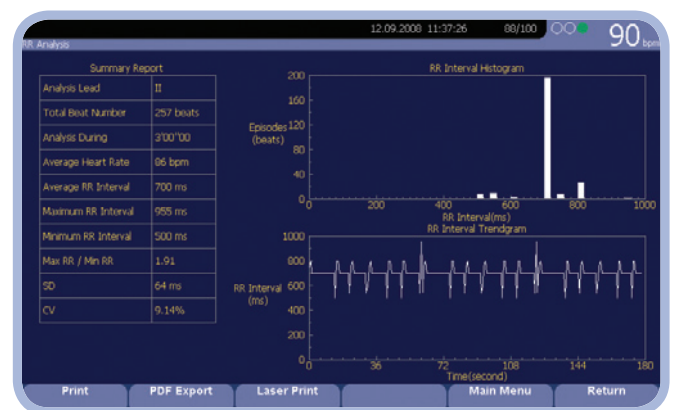 12.09.2008 11:37:26 88/100 90 bpm
RR Analysis
Summary Report
Analysis Lead II
Total Beat Number 257 beats
Analysis During 3'00"00
Average Heart Rate 86 bpm
Average RR Interval 700 ms
Maximum RR Interval 955 ms
Minimum RR Interval 500 ms
Max RR / Min RR 1.91
SD 64 ms
CV 9.14%
RR Interval Histogram
Episodes
(beats)
200
160
120
80
40
0
0 200 400 600 800 1000
RR Interval(ms)
RR Interval Trendgram
RR Interval
(ms)
1000
800
600
400
200
0
0 36 72 108 144 180
Time(second)
Print PDF Export Laser Print Main Menu Return